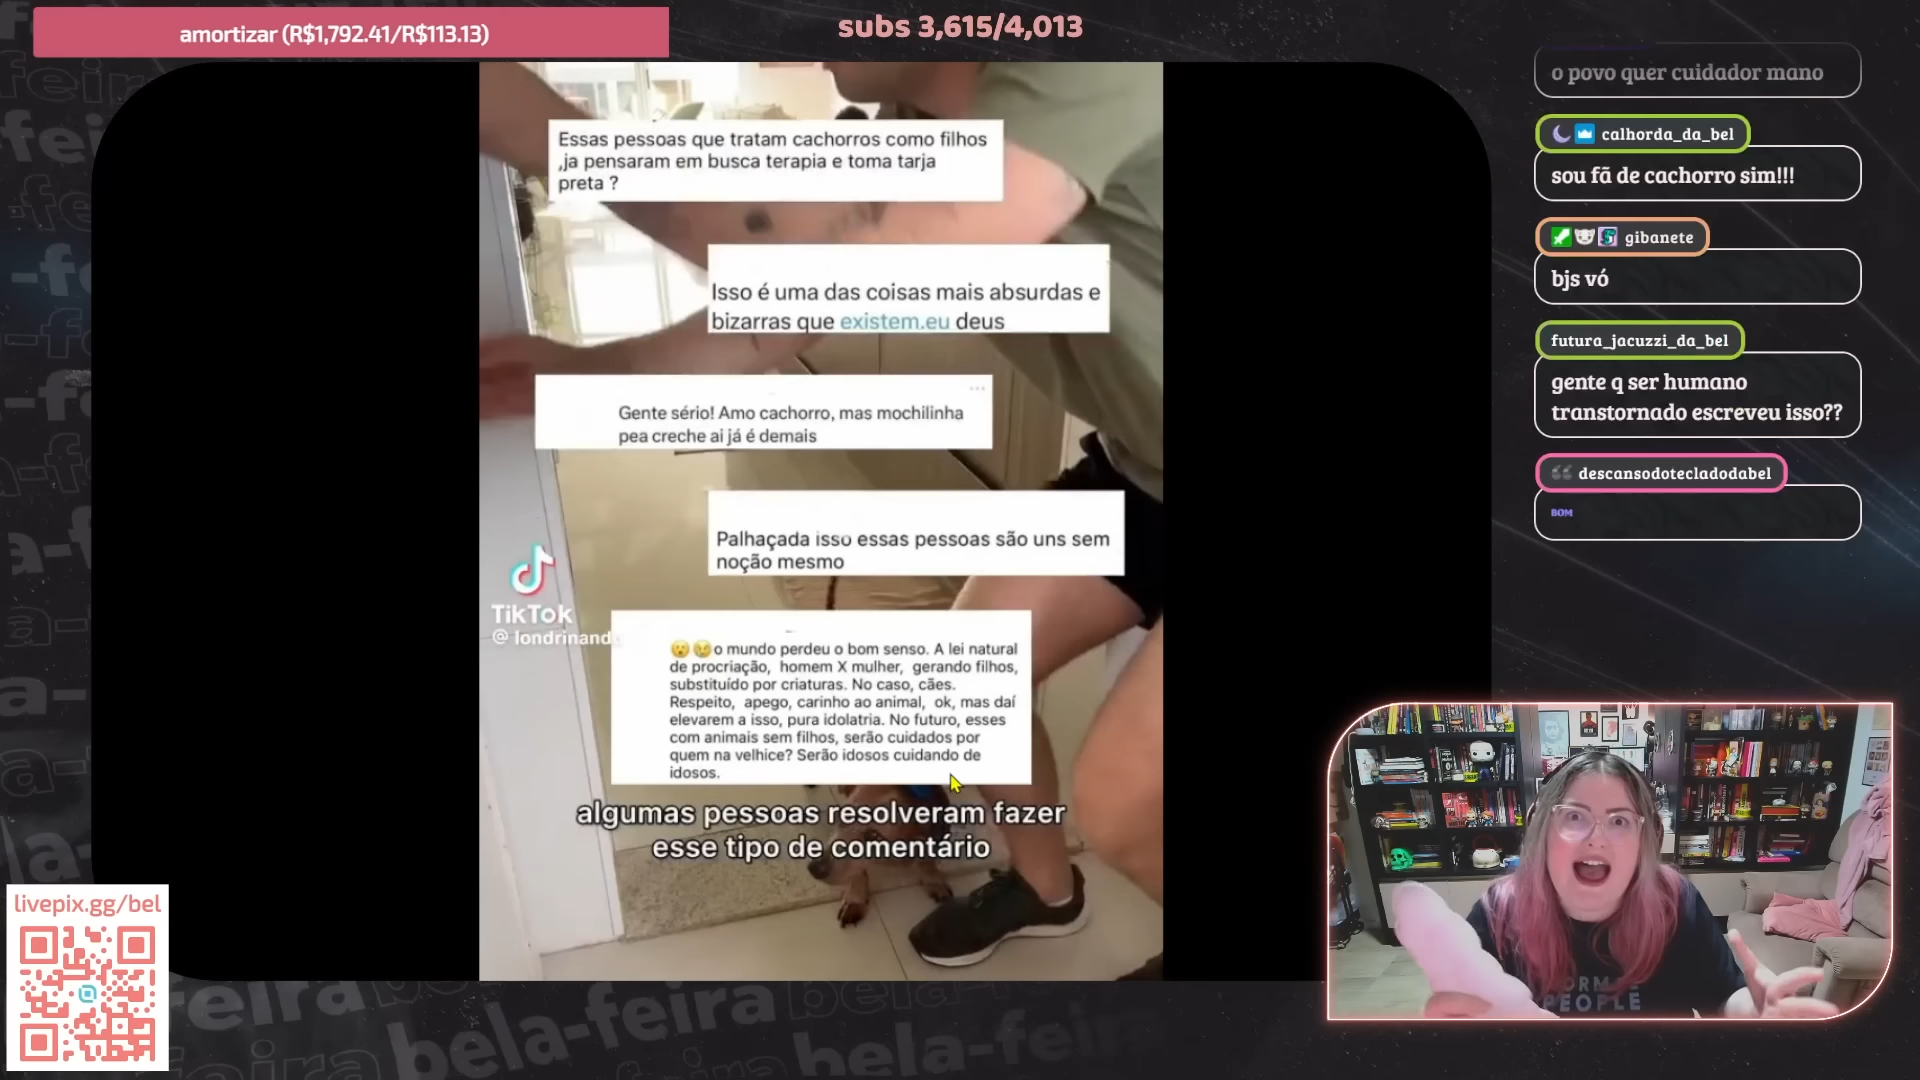 amortizar (R$1,792.41/R$113.13)
subs 3,615/4,013
Essas pessoas que tratam cachorros como filhos
,ja pensaram em busca terapia e toma tarja
preta ?
Isso é uma das coisas mais absurdas e
bizarras que existem.eu deus
Gente sério! Amo cachorro, mas mochilinha
pea creche ai já é demais
Palhaçada isso essas pessoas são uns sem
noção mesmo
TikTok
@ londrinand
😮😢o mundo perdeu o bom senso. A lei natural
de procriação, homem X mulher, gerando filhos,
substituído por criaturas. No caso, cães.
Respeito, apego, carinho ao animal, ok, mas daí
elevarem a isso, pura idolatria. No futuro, esses
com animais sem filhos, serão cuidados por
quem na velhice? Serão idosos cuidando de
idosos.
algumas pessoas resolveram fazer
esse tipo de comentário
o povo quer cuidador mano
calhorda_da_bel
sou fã de cachorro sim!!!
gibanete
bjs vó
futura_jacuzzi_da_bel
gente q ser humano
transtornado escreveu isso??
descansodotecladodabel
BOM
livepix.gg/bel
PEOPLE
bela-feira